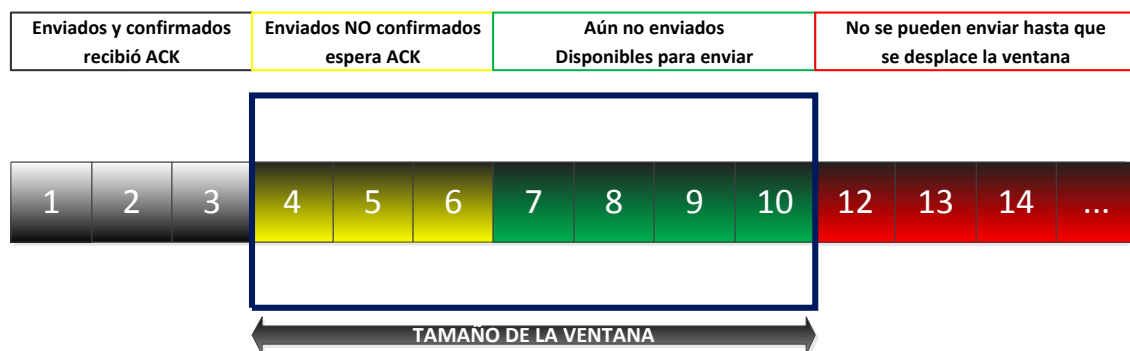 Enviados y confirmados
recibió ACK
Enviados NO confirmados
espera ACK
Aún no enviados
Disponibles para enviar
No se pueden enviar hasta que
se desplace la ventana
1 2 3 4 5 6 7 8 9 10 12 13 14 ...
TAMAÑO DE LA VENTANA